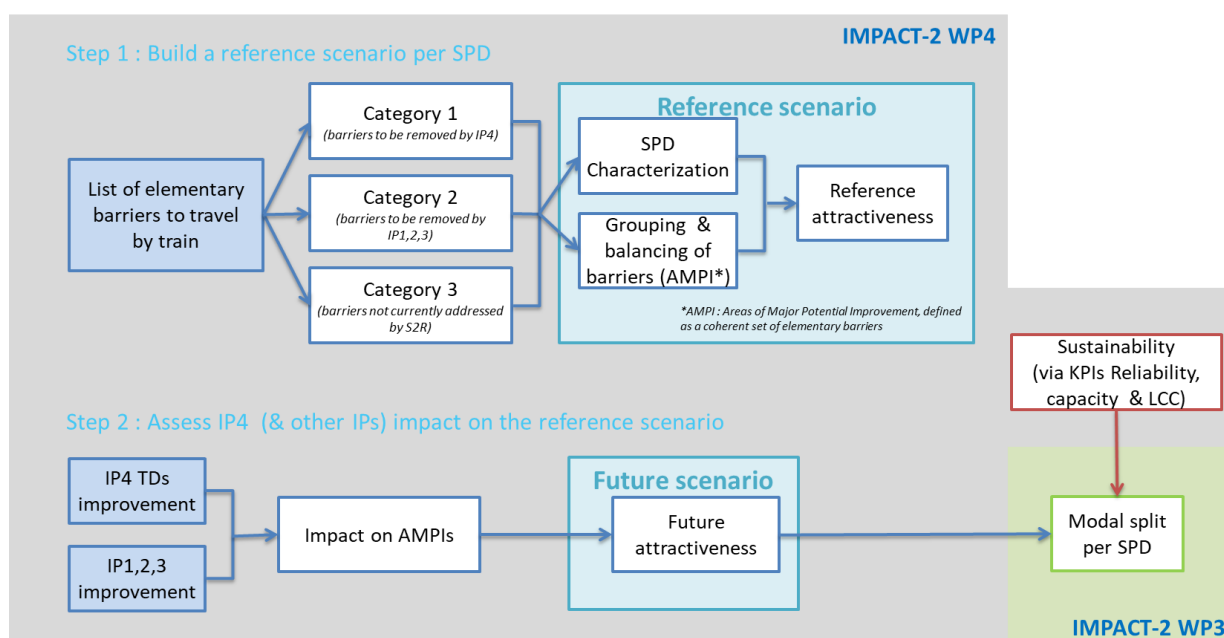 IMPACT-2 WP4
Step 1 : Build a reference scenario per SPD
List of elementary
barriers to travel
by train
Category 1
(barriers to be removed by IP4)
Category 2
(barriers to be removed by
IP1,2,3)
Category 3
(barriers not currently addressed
by S2R)
Reference scenario
SPD
Characterization
Grouping & 
balancing of
barriers (AMPI*)
Reference
attractiveness
*AMPI : Areas of Major Potential Improvement, defined
as a coherent set of elementary barriers
Sustainability
(via KPIs Reliability,
capacity & LCC)
Step 2 : Assess IP4 (& other IPs) impact on the reference scenario
IP4 TDs
improvement
IP1,2,3
improvement
Impact on AMPIs
Future scenario
Future
attractiveness
Modal split
per SPD
IMPACT-2 WP3